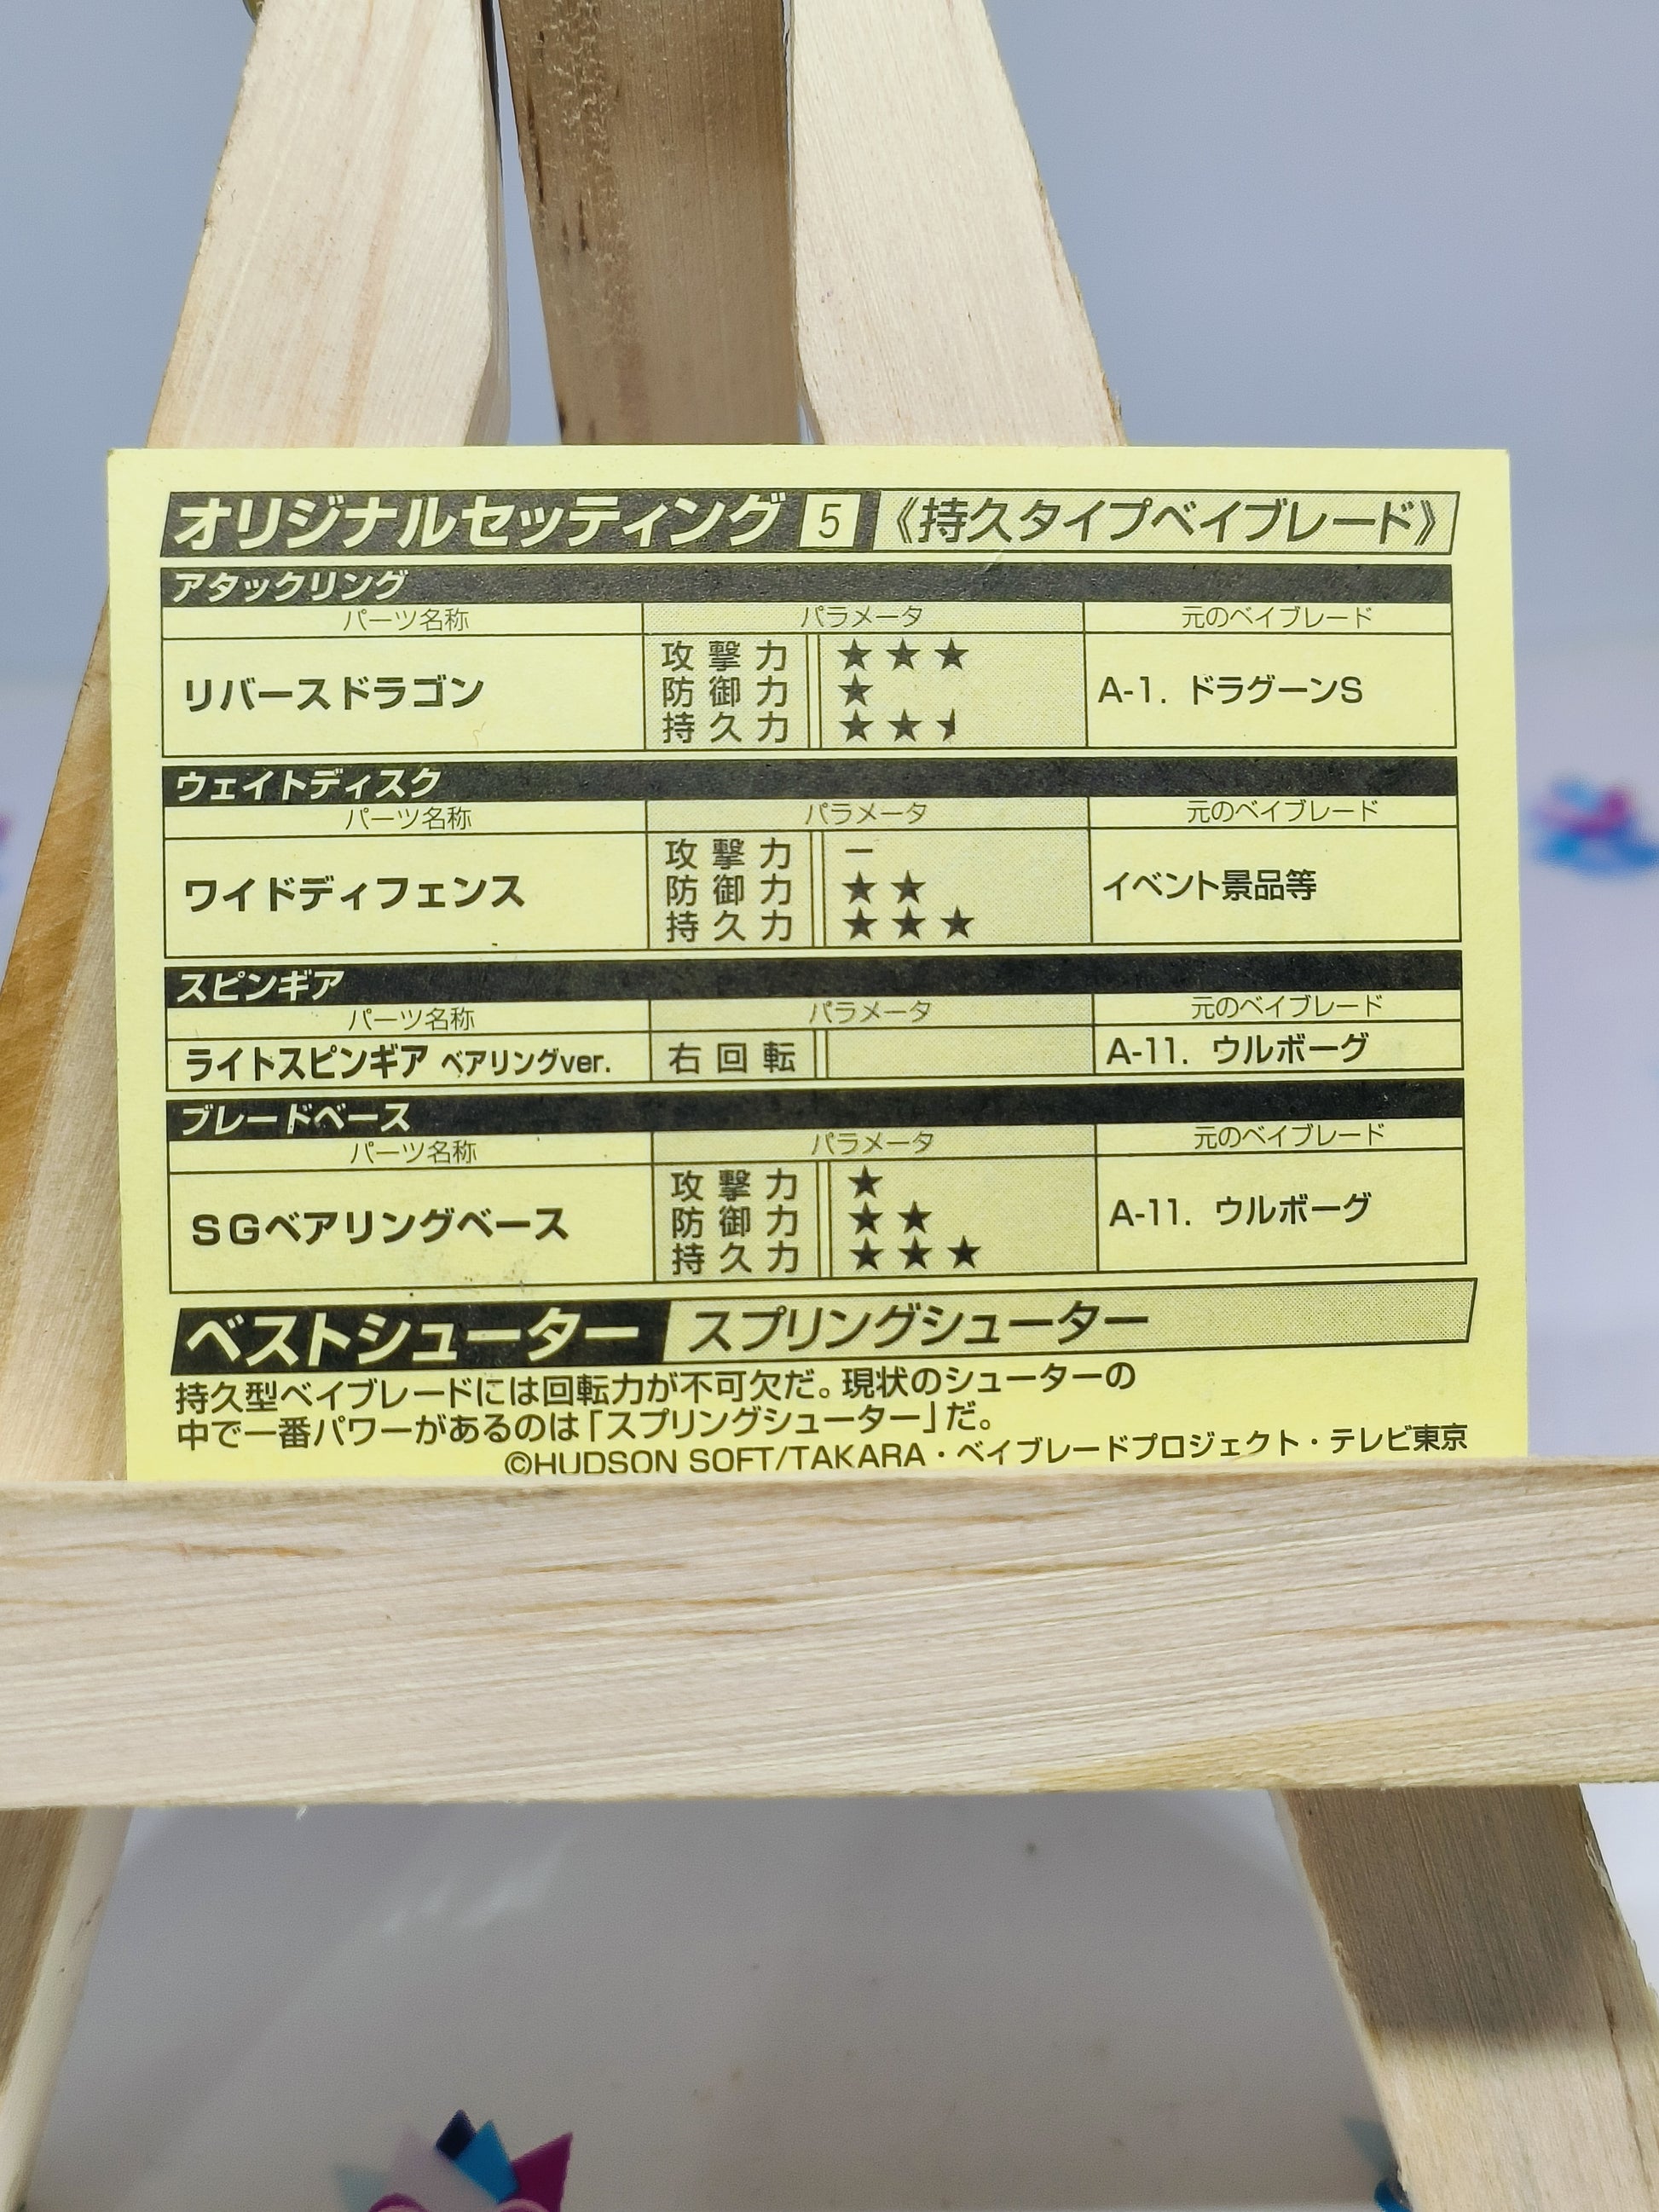 オリジナルセッティング 5 《持久タイプベイブレード》
アタックリング
パーツ名称 パラメータ 元のベイブレード
リバースドラゴン 攻撃力 ★★★ A-1. ドラグーンS
防御力 ★
持久力 ★★⯨
ウェイトディスク
パーツ名称 パラメータ 元のベイブレード
ワイドディフェンス 攻撃力 − イベント景品等
防御力 ★★
持久力 ★★★
スピンギア
パーツ名称 パラメータ 元のベイブレード
ライトスピンギア ベアリングver. 右回転 A-11. ウルボーグ
ブレードベース
パーツ名称 パラメータ 元のベイブレード
SGベアリングベース 攻撃力 ★ A-11. ウルボーグ
防御力 ★★
持久力 ★★★
ベストシューター スプリングシューター
持久型ベイブレードには回転力が不可欠だ。現状のシューターの
中で一番パワーがあるのは「スプリングシューター」だ。
©HUDSON SOFT/TAKARA・ベイブレードプロジェクト・テレビ東京